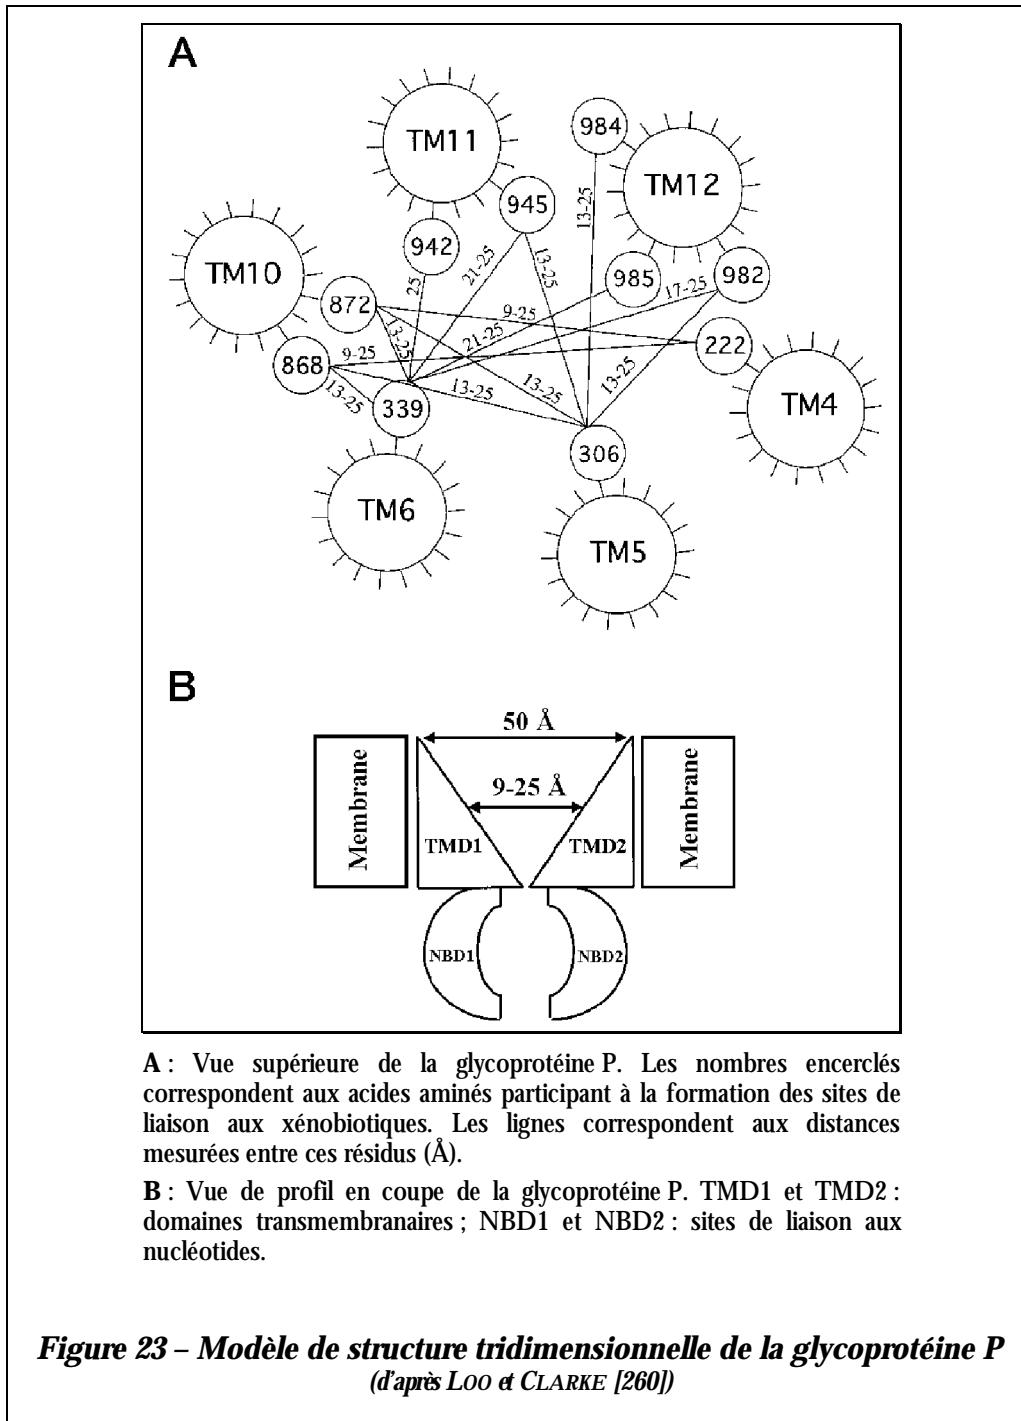 A
TM11
984
TM12
945
942
13-25
TM10
21-25
13-25
985
982
25
17-25
872
9-25
222
13-25
21-25
868
9-25
13-25
TM4
13-25
339
13-25
13-25
306
TM6
TM5
B
50 Å
9-25 Å
Membrane
TMD1
TMD2
Membrane
NBD1
NBD2
A : Vue supérieure de la glycoprotéine P. Les nombres encerclés
correspondent aux acides aminés participant à la formation des sites de
liaison aux xénobiotiques. Les lignes correspondent aux distances
mesurées entre ces résidus (Å).
B : Vue de profil en coupe de la glycoprotéine P. TMD1 et TMD2 :
domaines transmembranaires ; NBD1 et NBD2 : sites de liaison aux
nucléotides.
Figure 23 – Modèle de structure tridimensionnelle de la glycoprotéine P
(d'après LOO et CLARKE [260])